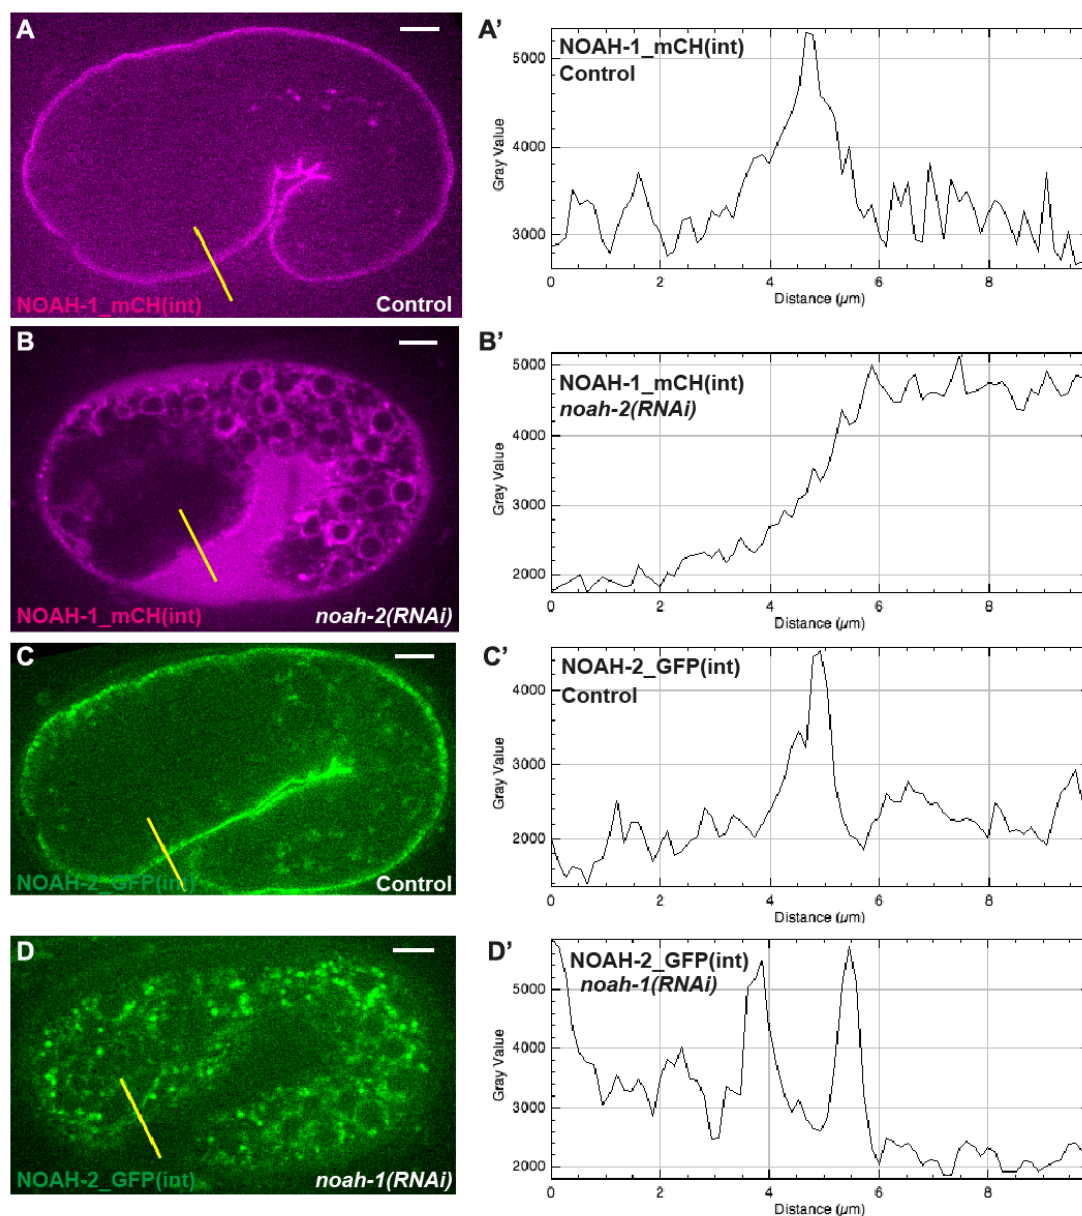 A
NOAH-1_mCH(int)
Control
A’
NOAH-1_mCH(int)
Control
5000
4000
3000
Gray Value
0
2
4
6
8
Distance (µm)
B
NOAH-1_mCH(int)
noah-2(RNAi)
B’
NOAH-1_mCH(int)
noah-2(RNAi)
5000
4000
3000
2000
Gray Value
0
2
4
6
8
Distance (µm)
C
NOAH-2_GFP(int)
Control
C’
NOAH-2_GFP(int)
Control
4000
3000
2000
Gray Value
0
2
4
6
8
Distance (µm)
D
NOAH-2_GFP(int)
noah-1(RNAi)
D’
NOAH-2_GFP(int)
noah-1(RNAi)
5000
4000
3000
2000
Gray Value
0
2
4
6
8
Distance (µm)